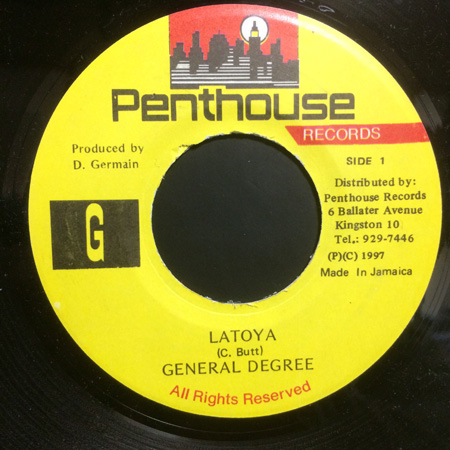 Penthouse
RECORDS
Produced by
D. Germain
SIDE 1
Distributed by:
Penthouse Records
6 Ballater Avenue
Kingston 10
Tel.: 929-7446
(P)(C) 1997
Made In Jamaica
G
LATOYA
(C. Butt)
GENERAL DEGREE
All Rights Reserved